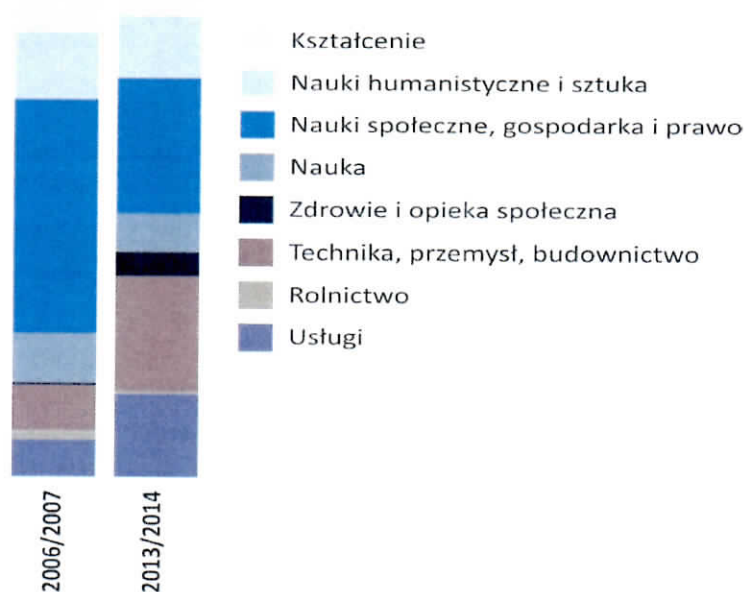 Kształcenie
Nauki humanistyczne i sztuka
Nauki społeczne, gospodarka i prawo
Nauka
Zdrowie i opieka społeczna
Technika, przemysł, budownictwo
Rolnictwo
Usługi
2006/2007
2013/2014